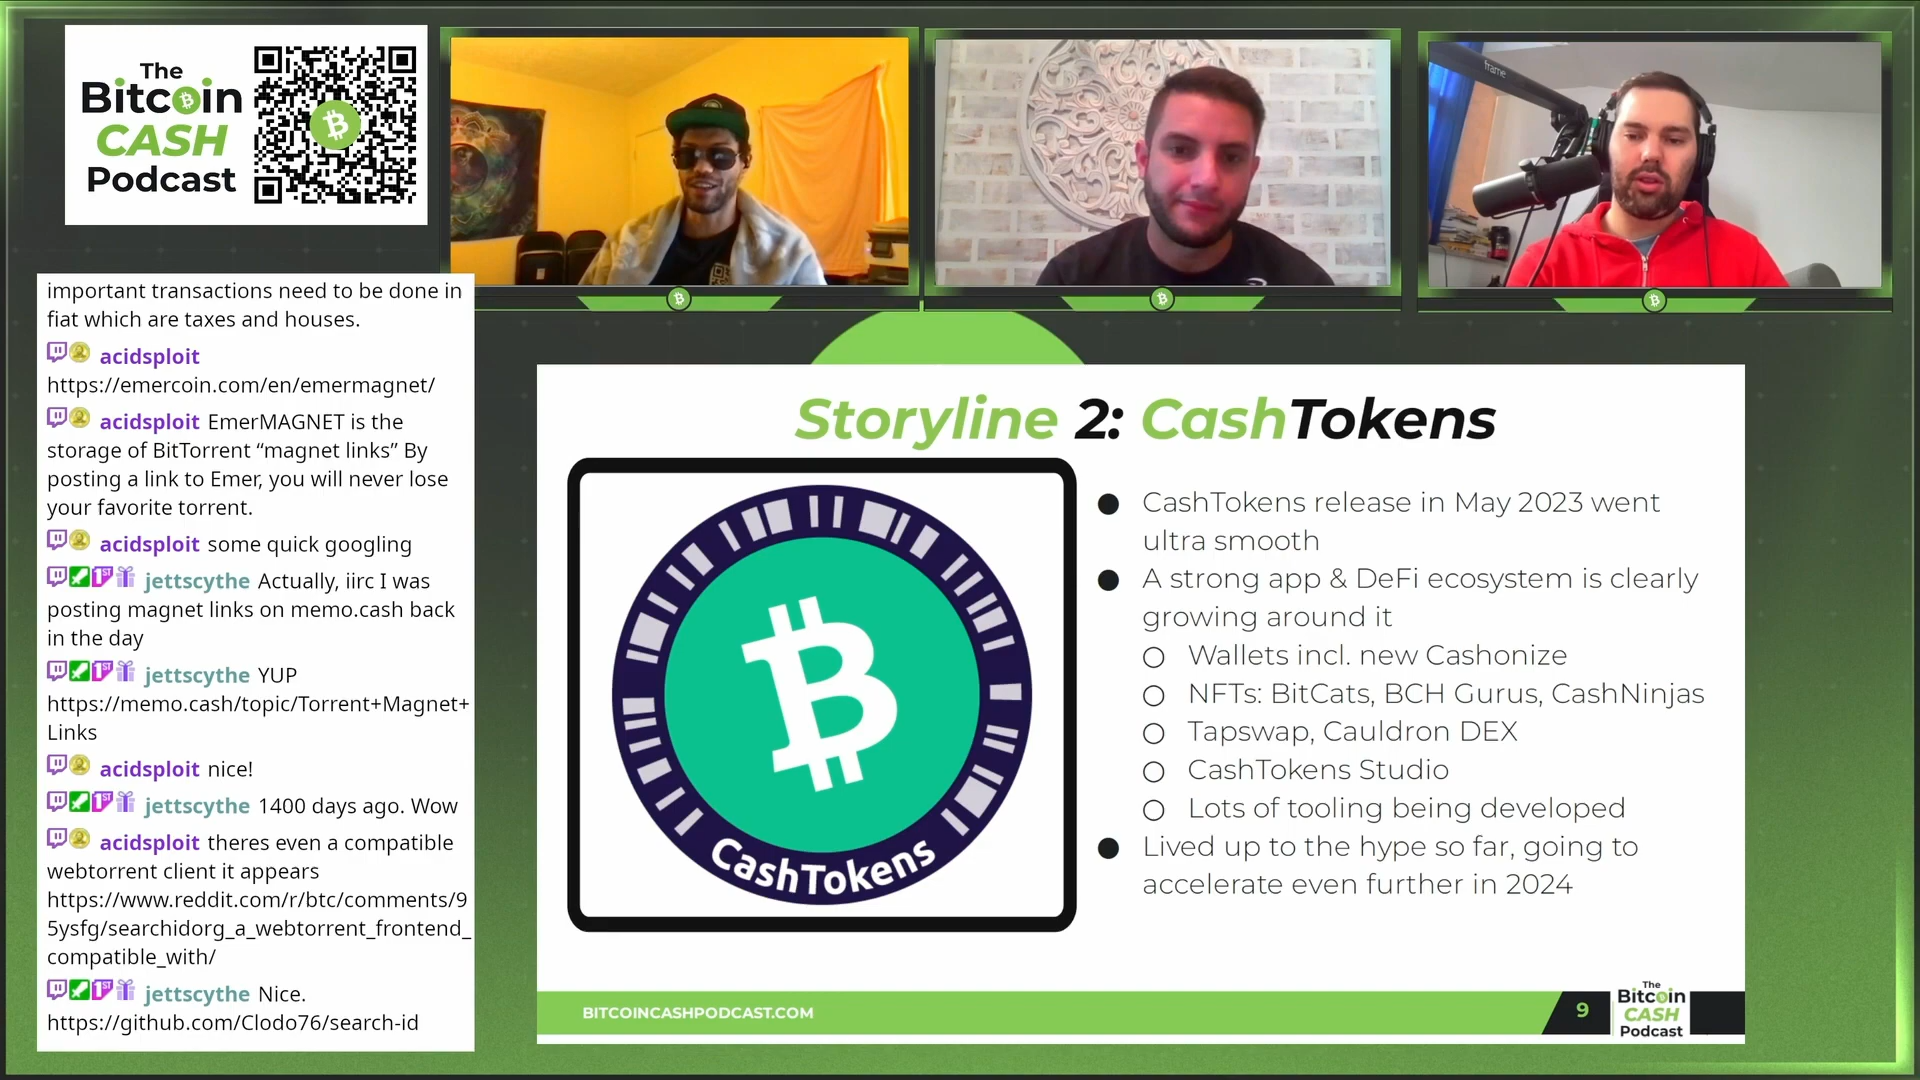 The
Bitcoin
CASH
Podcast
frame
important transactions need to be done in
fiat which are taxes and houses.
acidsploit
https://emercoin.com/en/emermagnet/
acidsploit EmerMAGNET is the
storage of BitTorrent “magnet links” By
posting a link to Emer, you will never lose
your favorite torrent.
acidsploit some quick googling
jettscythe Actually, iirc I was
posting magnet links on memo.cash back
in the day
jettscythe YUP
https://memo.cash/topic/Torrent+Magnet+
Links
acidsploit nice!
jettscythe 1400 days ago. Wow
acidsploit theres even a compatible
webtorrent client it appears
https://www.reddit.com/r/btc/comments/9
5ysfg/searchidorg_a_webtorrent_frontend_
compatible_with/
jettscythe Nice.
https://github.com/Clodo76/search-id
Storyline 2: CashTokens
CashTokens
● CashTokens release in May 2023 went
ultra smooth
● A strong app & DeFi ecosystem is clearly
growing around it
○ Wallets incl. new Cashonize
○ NFTs: BitCats, BCH Gurus, CashNinjas
○ Tapswap, Cauldron DEX
○ CashTokens Studio
○ Lots of tooling being developed
● Lived up to the hype so far, going to
accelerate even further in 2024
BITCOINCASHPODCAST.COM
9
The
Bitcoin
CASH
Podcast